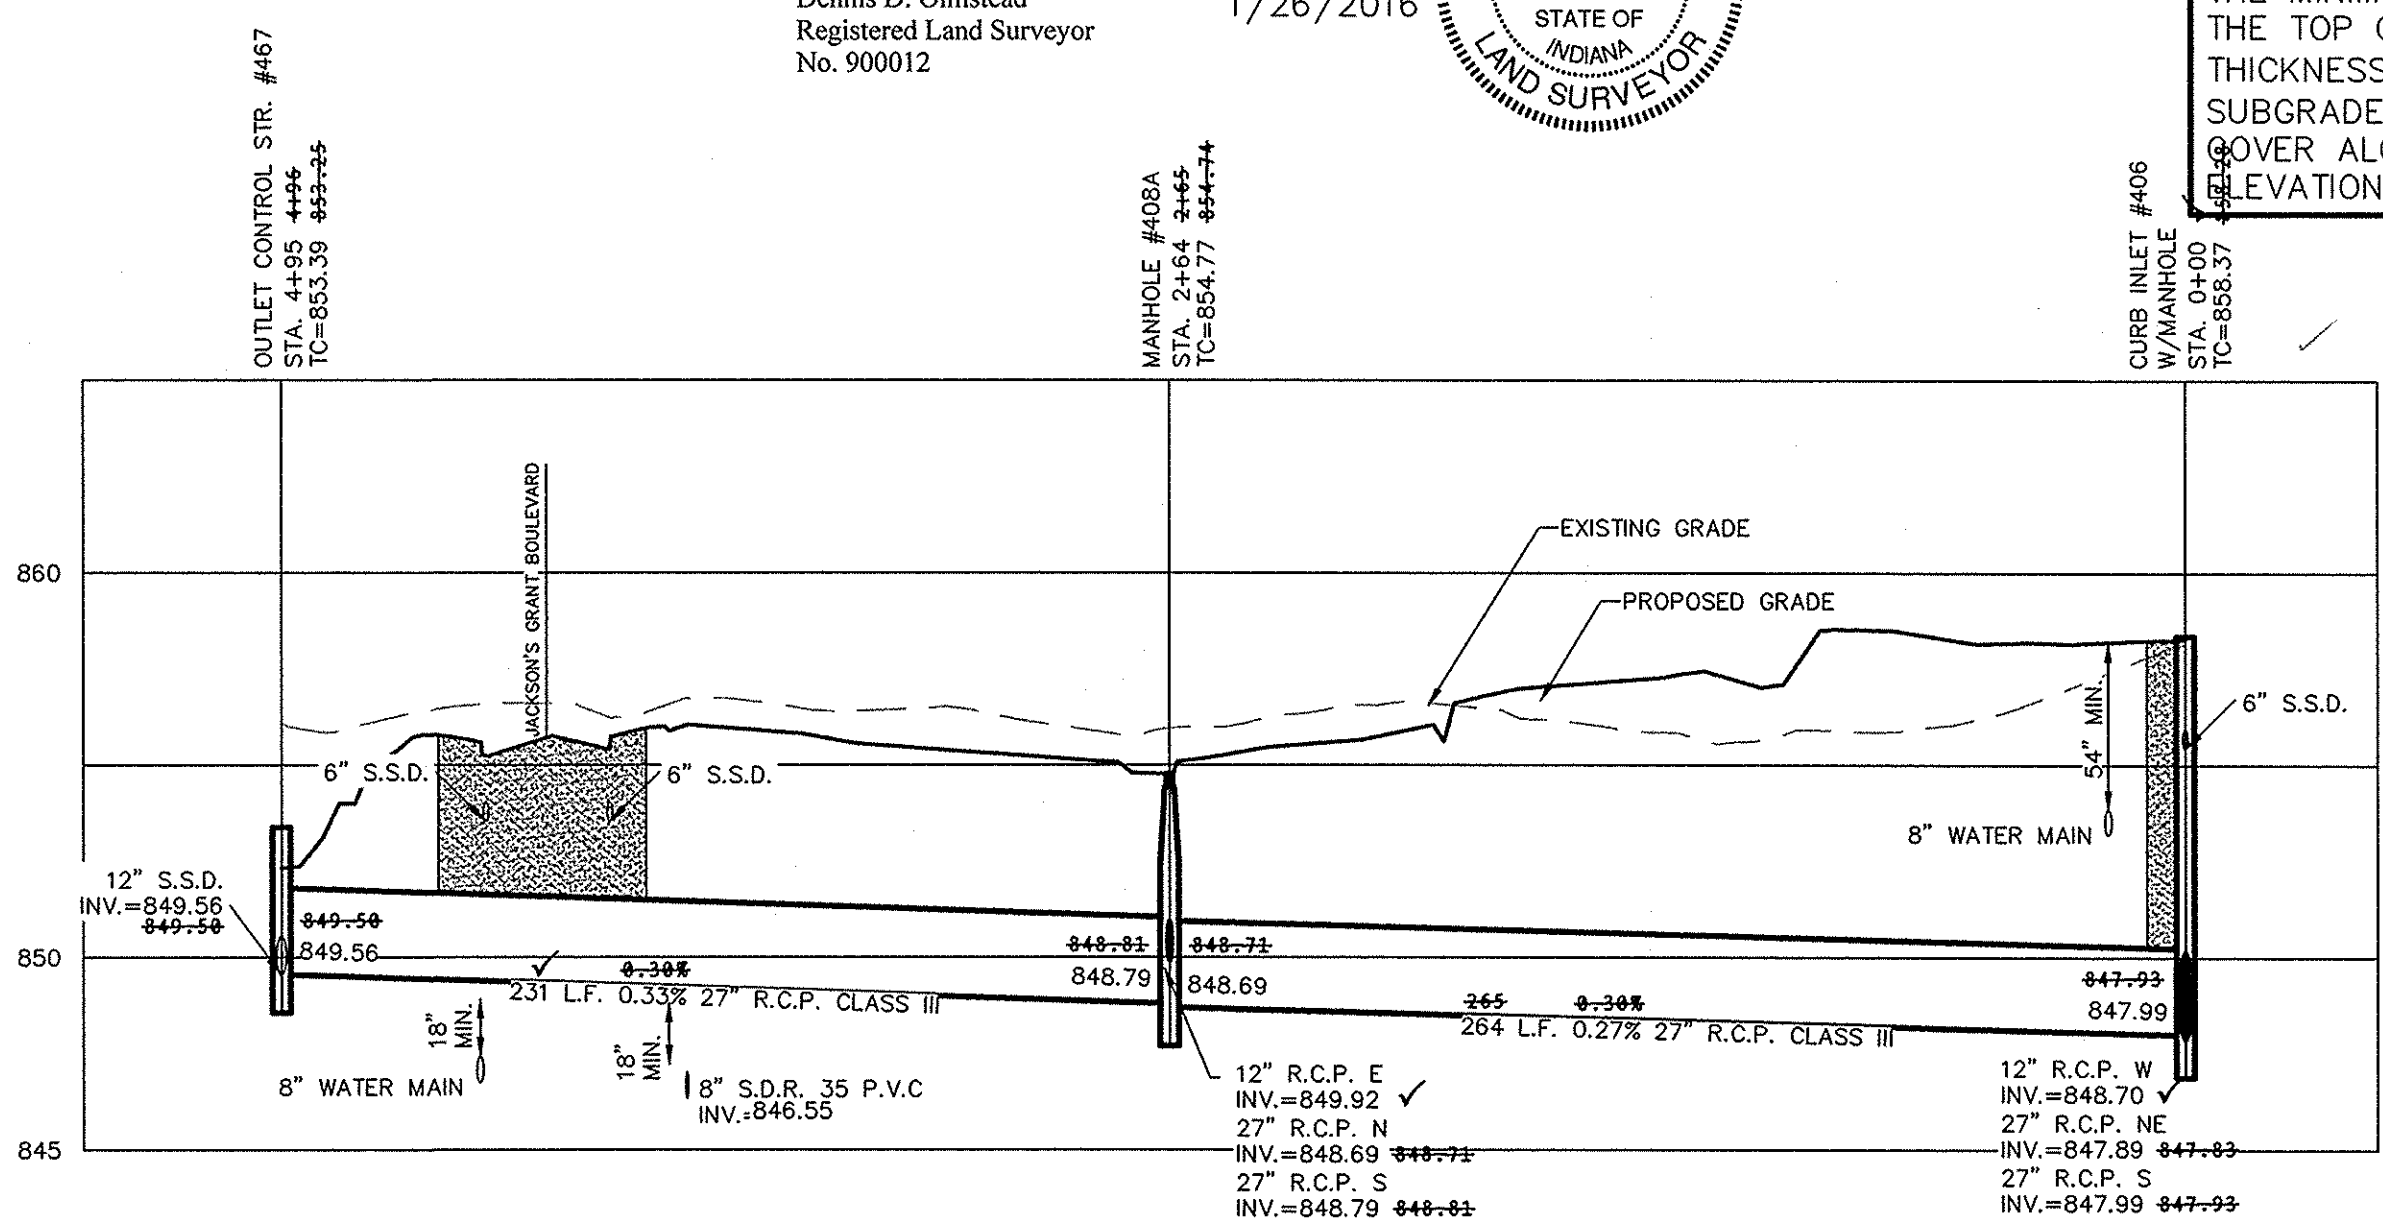 Dennis D. Olmstead
Registered Land Surveyor
No. 900012
1/26/2016
STATE OF
INDIANA
LAND SURVEYOR
THE TOP
THICKNESS
SUBGRADE
COVER
ELEVATION
OUTLET CONTROL STR. #467
STA. 4+95 4+96
TC=853.39 853.25
MANHOLE #408A
STA. 2+64 2+65
TC=854.77 854.74
CURB INLET #406
W/MANHOLE
STA. 0+00
TC=858.37 858.28
860
850
845
JACKSON'S GRANT BOULEVARD
EXISTING GRADE
PROPOSED GRADE
6" S.S.D.
6" S.S.D.
6" S.S.D.
54" MIN.
8" WATER MAIN
12" S.S.D.
INV.=849.56
849.50
849.50
849.56
0.30%
231 L.F. 0.33% 27" R.C.P. CLASS III
848.81
848.79
848.71
848.69
265 0.30%
264 L.F. 0.27% 27" R.C.P. CLASS III
847.93
847.99
18" MIN.
8" WATER MAIN
18" MIN.
8" S.D.R. 35 P.V.C
INV.=846.55
12" R.C.P. E
INV.=849.92 ✓
27" R.C.P. N
INV.=848.69 848.71
27" R.C.P. S
INV.=848.79 848.81
12" R.C.P. W
INV.=848.70 ✓
27" R.C.P. NE
INV.=847.89 847.83
27" R.C.P. S
INV.=847.99 847.93